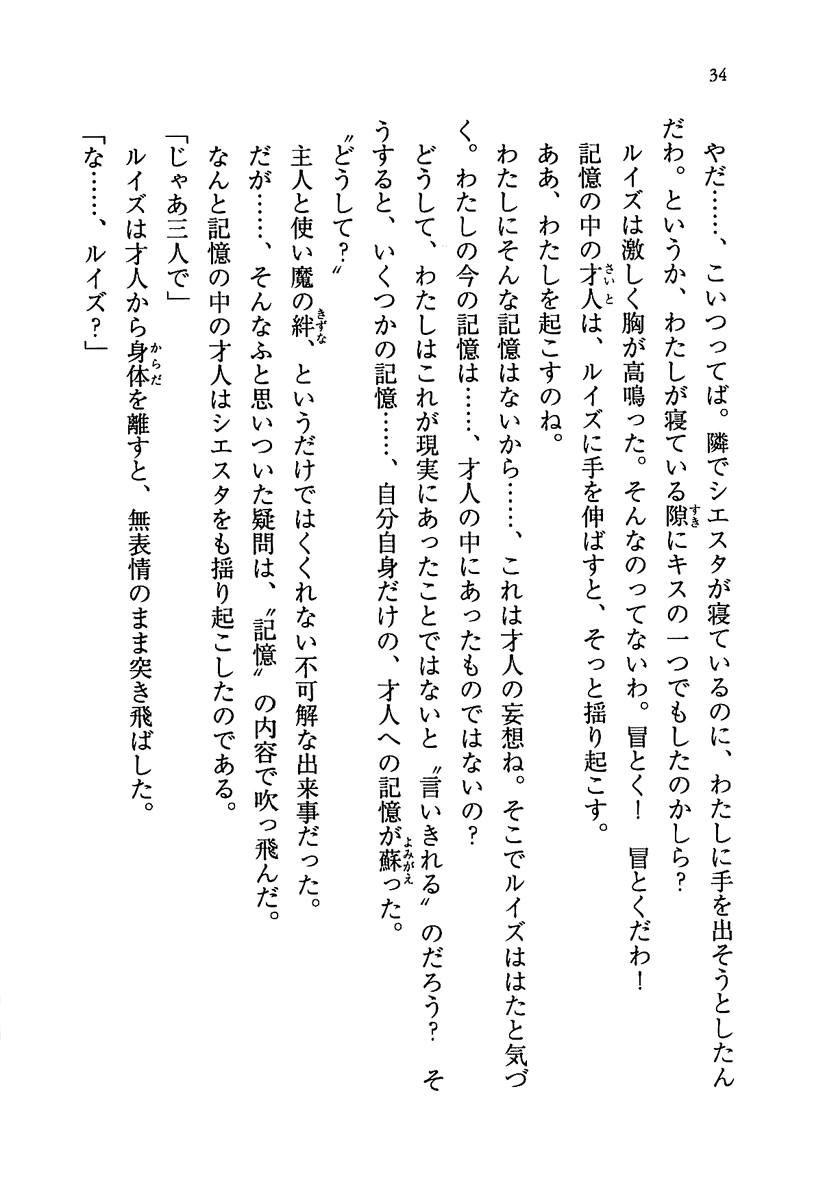 34
やだ……、こいつってば。隣でシエスタが寝ているのに、わたしに手を出そうとしたん
だわ。というか、わたしが寝ている隙にキスの一つでもしたのかしら？
ルイズは激しく胸が高鳴った。そんなのってないわ。冒とく！　冒とくだわ！
記憶の中の才人は、ルイズに手を伸ばすと、そっと揺り起こす。
ああ、わたしを起こすのね。
わたしにそんな記憶はないから……、これは才人の妄想ね。そこでルイズははたと気づ
く。わたしの今の記憶は……、才人の中にあったものではないの？
どうして、わたしはこれが現実にあったことではないと〝言いきれる〟のだろう？　そ
うすると、いくつかの記憶……、自分自身だけの、才人への記憶が蘇った。
〝どうして？〟
主人と使い魔の絆、というだけではくくれない不可解な出来事だった。
だが……、そんなふと思いついた疑問は、〝記憶〟の内容で吹っ飛んだ。
なんと記憶の中の才人はシエスタをも揺り起こしたのである。
「じゃあ三人で」
ルイズは才人から身体を離すと、無表情のまま突き飛ばした。
「な……、ルイズ？」